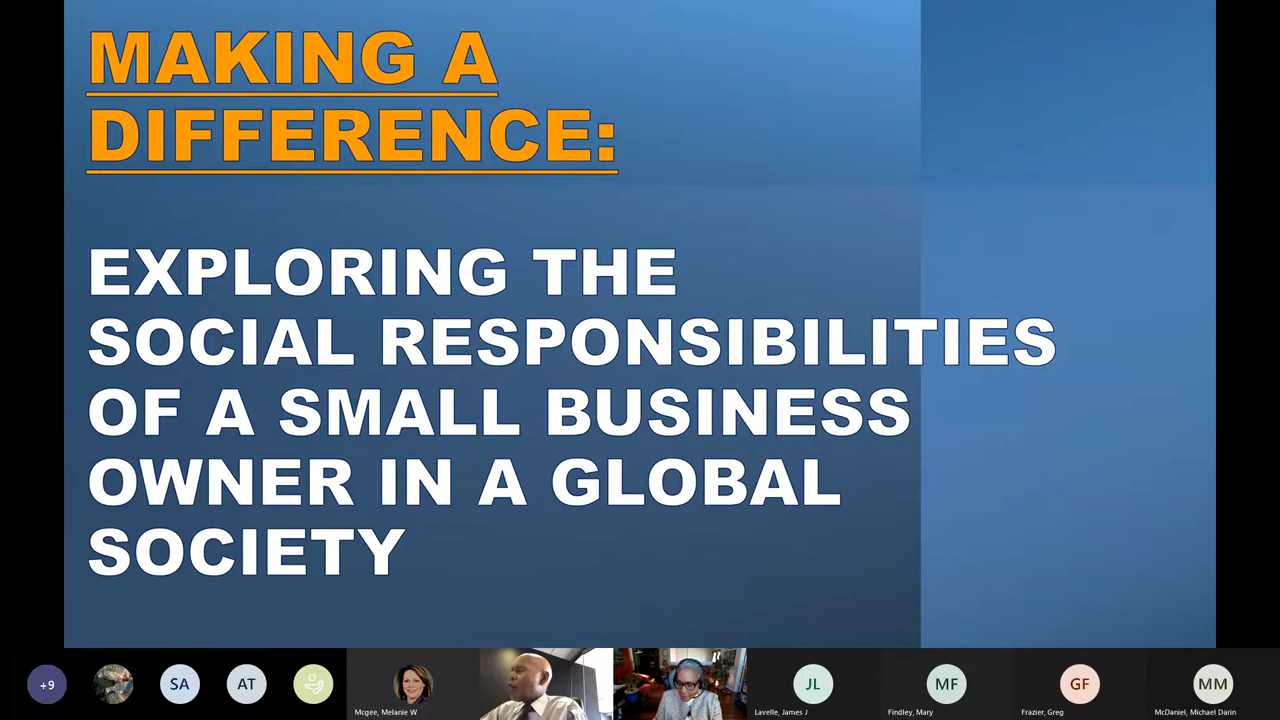 MAKING A
DIFFERENCE:
EXPLORING THE
SOCIAL RESPONSIBILITIES
OF A SMALL BUSINESS
OWNER IN A GLOBAL
SOCIETY
+9
SA
AT
Mcgee, Melanie W
JL
Lavelle, James J
MF
Findley, Mary
GF
Frazier, Greg
MM
McDaniel, Michael Darin